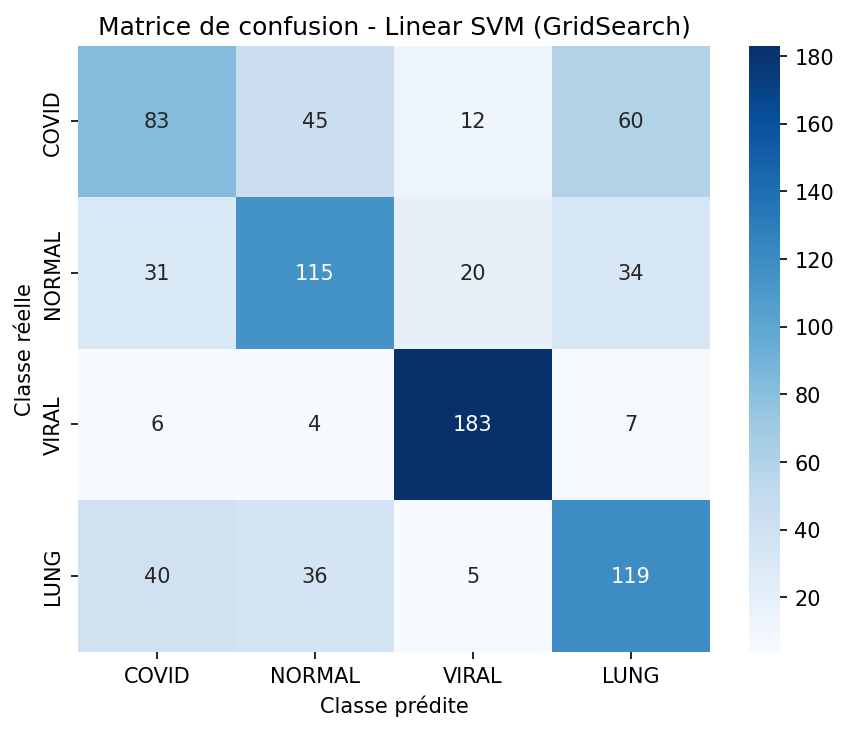 Matrice de confusion - Linear SVM (GridSearch)
Classe réelle
COVID
83 45 12 60
NORMAL
31 115 20 34
VIRAL
6 4 183 7
LUNG
40 36 5 119
COVID NORMAL VIRAL LUNG
Classe prédite
180
160
140
120
100
80
60
40
20